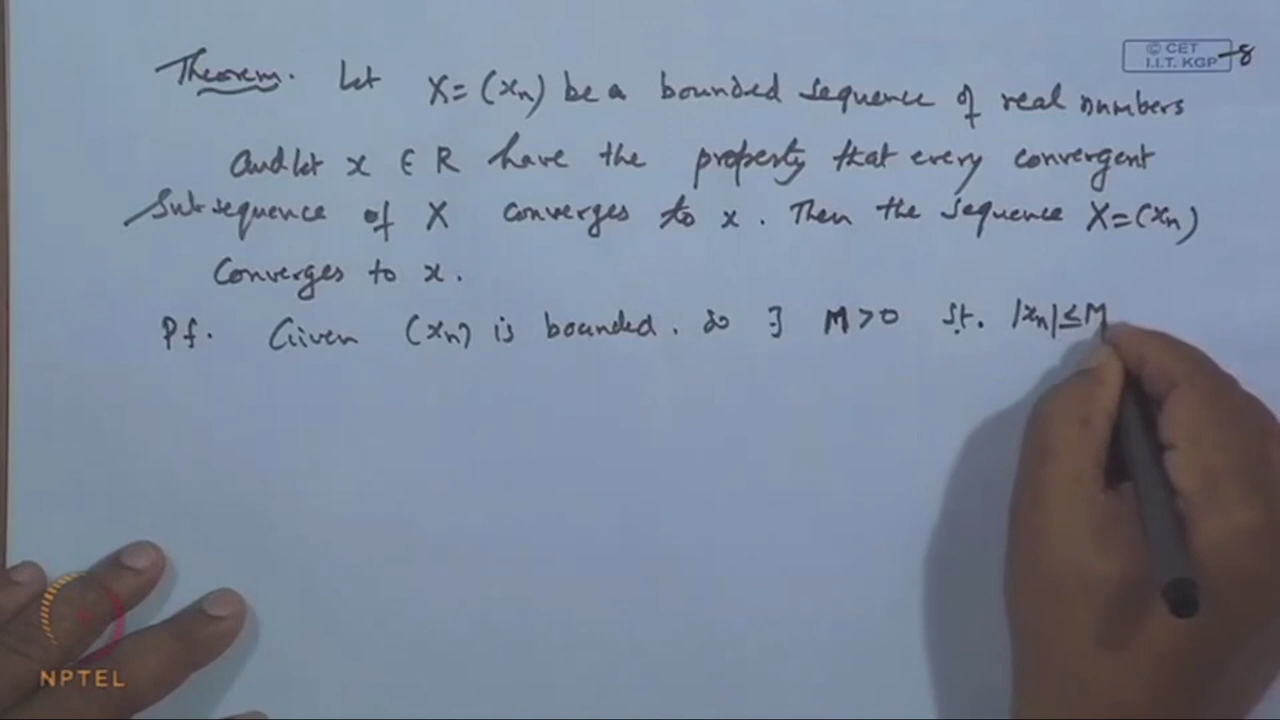 © CET
I.I.T. KGP
8
Theorem. Let X=(xₙ) be a bounded sequence of real numbers
and let x ∈ R have the property that every convergent
Subsequence of X converges to x. Then the sequence X=(xₙ)
Converges to x.
Pf. Given (xₙ) is bounded. So ∃ M>0 st. |xₙ|≤M
NPTEL